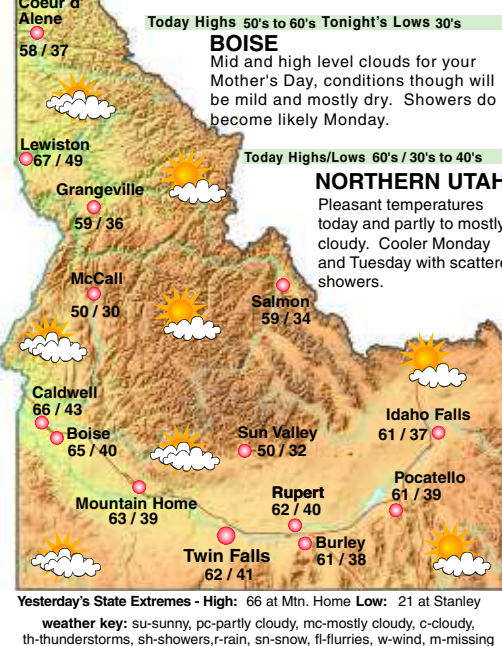 Coeur d'
Alene
58 / 37
Today Highs 50's to 60's Tonight's Lows 30's
BOISE
Mid and high level clouds for your
Mother's Day, conditions though will
be mild and mostly dry. Showers do
become likely Monday.
Lewiston
67 / 49
Today Highs/Lows 60's / 30's to 40's
NORTHERN UTAH
Pleasant temperatures
today and partly to mostly
cloudy. Cooler Monday
and Tuesday with scattere
showers.
Grangeville
59 / 36
McCall
50 / 30
Salmon
59 / 34
Caldwell
66 / 43
Boise
65 / 40
Sun Valley
50 / 32
Idaho Falls
61 / 37
Mountain Home
63 / 39
Rupert
62 / 40
Pocatello
61 / 39
Twin Falls
62 / 41
Burley
61 / 38
Yesterday's State Extremes - High: 66 at Mtn. Home Low: 21 at Stanley
weather key: su-sunny, pc-partly cloudy, mc-mostly cloudy, c-cloudy,
th-thunderstorms, sh-showers,r-rain, sn-snow, fl-flurries, w-wind, m-missing